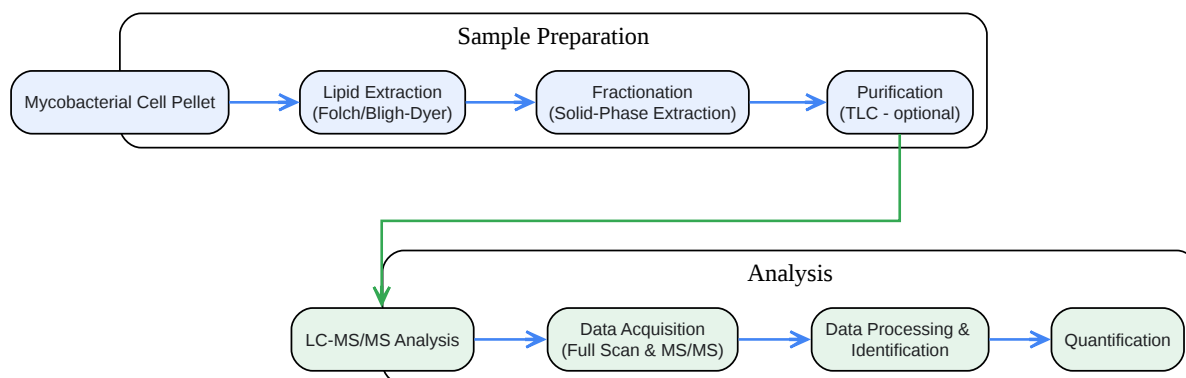 Sample Preparation
Mycobacterial Cell Pellet
Lipid Extraction
(Folch/Bligh-Dyer)
Fractionation
(Solid-Phase Extraction)
Purification
(TLC - optional)
Analysis
LC-MS/MS Analysis
Data Acquisition
(Full Scan & MS/MS)
Data Processing &
Identification
Quantification